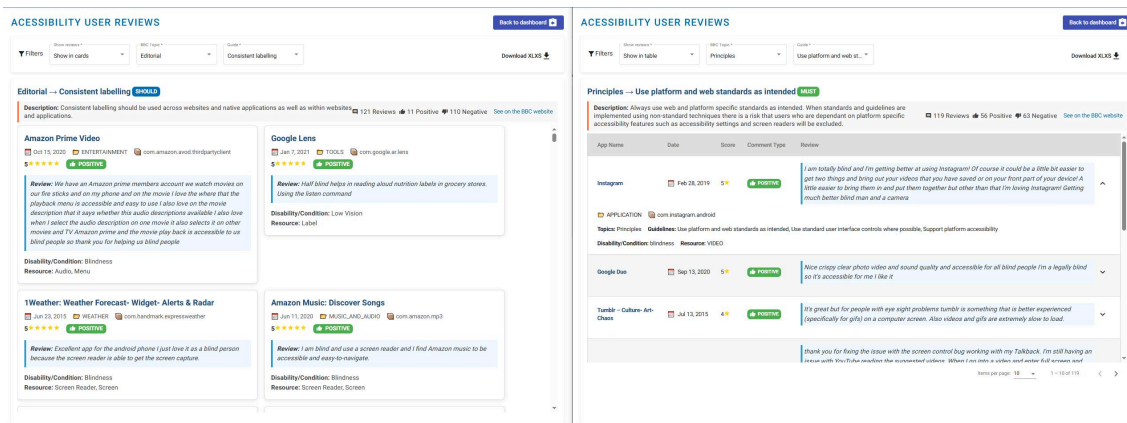 ACESSIBILITY USER REVIEWS
Back to dashboard
Filters
Show reviews *
Show in cards
BBC Topic *
Editorial
Guide *
Consistent labelling
Download XLXS
Editorial → Consistent labelling SHOULD
Description: Consistent labelling should be used across websites and native applications as well as within websites
and applications.
121 Reviews 11 Positive 110 Negative See on the BBC website
Amazon Prime Video
Oct 15, 2020 ENTERTAINMENT com.amazon.avod.thirdpartyclient
5 POSITIVE
Review: We have an Amazon prime members account we watch movies on
our fire sticks and on my phone and on the movie I love the where that the
playback menu is accessible and easy to use I also love on the movie
description that it says whether this audio descriptions available I also love
when I select the audio description on one movie it also selects it on other
movies and TV Amazon prime and the movie play back is accessible to us
blind people so thank you for helping us blind people
Disability/Condition: Blindness
Resource: Audio, Menu
Google Lens
Jan 7, 2021 TOOLS com.google.ar.lens
5 POSITIVE
Review: Half blind helps in reading aloud nutrition labels in grocery stores.
Using the listen command
Disability/Condition: Low Vision
Resource: Label
1Weather: Weather Forecast- Widget- Alerts & Radar
Jun 23, 2015 WEATHER com.handmark.expressweather
5 POSITIVE
Review: Excellent app for the android phone I just love it as a blind person
because the screen reader is able to get the screen capture.
Disability/Condition: Blindness
Resource: Screen Reader, Screen
Amazon Music: Discover Songs
Jun 11, 2020 MUSIC_AND_AUDIO com.amazon.mp3
5 POSITIVE
Review: I am blind and use a screen reader and I find Amazon music to be
accessible and easy-to-navigate.
Disability/Condition: Blindness
Resource: Screen Reader, Screen
ACESSIBILITY USER REVIEWS
Back to dashboard
Filters
Show reviews *
Show in table
BBC Topic *
Principles
Guide *
Use platform and web st...
Download XLXS
Principles → Use platform and web standards as intended MUST
Description: Always use web and platform specific standards as intended. When standards and guidelines are
implemented using non-standard techniques there is a risk that users who are dependant on platform specific
accessibility features such as accessibility settings and screen readers will be excluded.
119 Reviews 56 Positive 63 Negative See on the BBC website
App Name Date Score Comment Type Review
Instagram Feb 28, 2019 5 POSITIVE
I am totally blind and I'm getting better at using Instagram! Of course it could be a little bit easier to
get two things and bring out your videos that you have saved or on your front part of your device! A
little easier to bring them in and put them together but other than that I'm loving Instagram! Getting
much better blind man and a camera
APPLICATION com.instagram.android
Topics: Principles Guidelines: Use platform and web standards as intended, Use standard user interface controls where possible, Support platform accessibility
Disability/Condition: blindness Resource: VIDEO
Google Duo Sep 13, 2020 5 POSITIVE
Nice crispy clear photo video and sound quality and accessible for all blind people I'm a legally blind
so it's accessible for me I like it
Tumblr – Culture- Art-
Chaos
Jul 13, 2015 4 POSITIVE
It's great but for people with eye sight problems tumblr is something that is better experienced
(specifically for gifs) on a computer screen. Also videos and gifs are extremely slow to load.
thank you for fixing the issue with the screen control bug working with my Talkback. I'm still having an
issue with YouTube reading the suggested videos. When I go into a video and enter full screen and
Items per page: 10 1 – 10 of 119